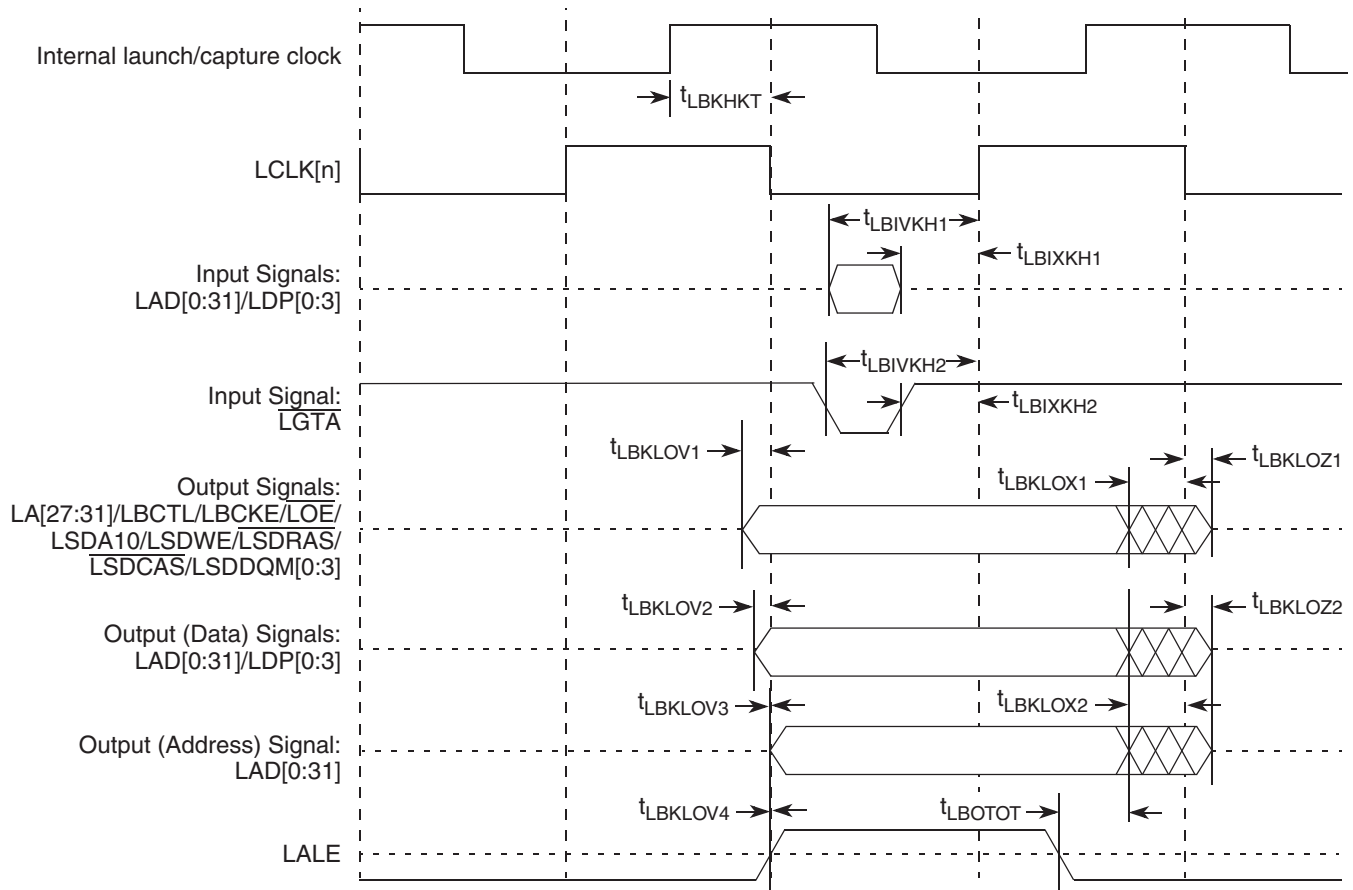 Internal launch/capture clock
tLBKHKT
LCLK[n]
tLBIVKH1
tLBIXKH1
Input Signals:
LAD[0:31]/LDP[0:3]
tLBIVKH2
Input Signal:
LGTA
tLBIXKH2
tLBKLOV1
tLBKLOZ1
tLBKLOX1
Output Signals:
LA[27:31]/LBCTL/LBCKE/LOE/
LSDA10/LSDWE/LSDRAS/
LSDCAS/LSDDQM[0:3]
tLBKLOV2
tLBKLOZ2
Output (Data) Signals:
LAD[0:31]/LDP[0:3]
tLBKLOV3
tLBKLOX2
Output (Address) Signal:
LAD[0:31]
tLBKLOV4
tLBOTOT
LALE